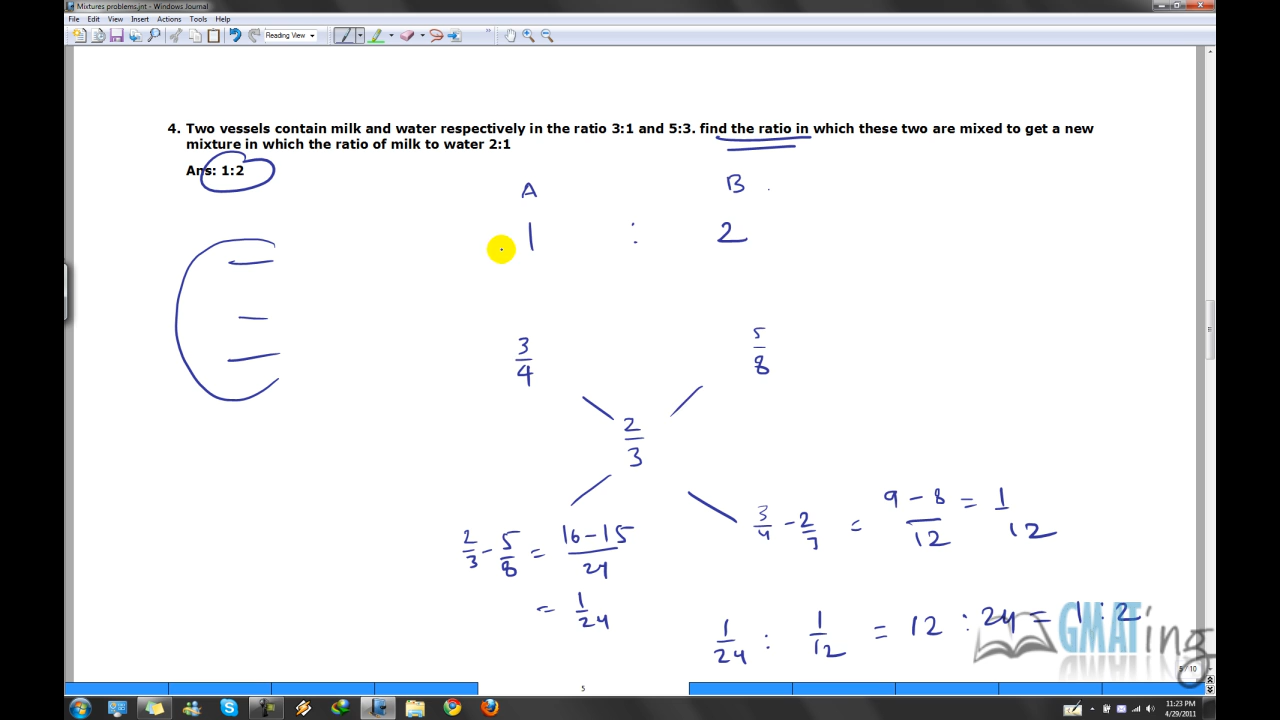 Mixtures problems.jnt - Windows Journal
File Edit View Insert Actions Tools Help
Reading View
4. Two vessels contain milk and water respectively in the ratio 3:1 and 5:3. find the ratio in which these two are mixed to get a new
mixture in which the ratio of milk to water 2:1
Ans: 1:2
A B
1 : 2
3/4 5/8
2/3
2/3 - 5/8 = 16-15/24
= 1/24
3/4 - 2/3 = 9-8/12 = 1/12
1/24 : 1/12 = 12 : 24 = 1 : 2
GMATing
5 / 10
5
11:23 PM
4/29/2011